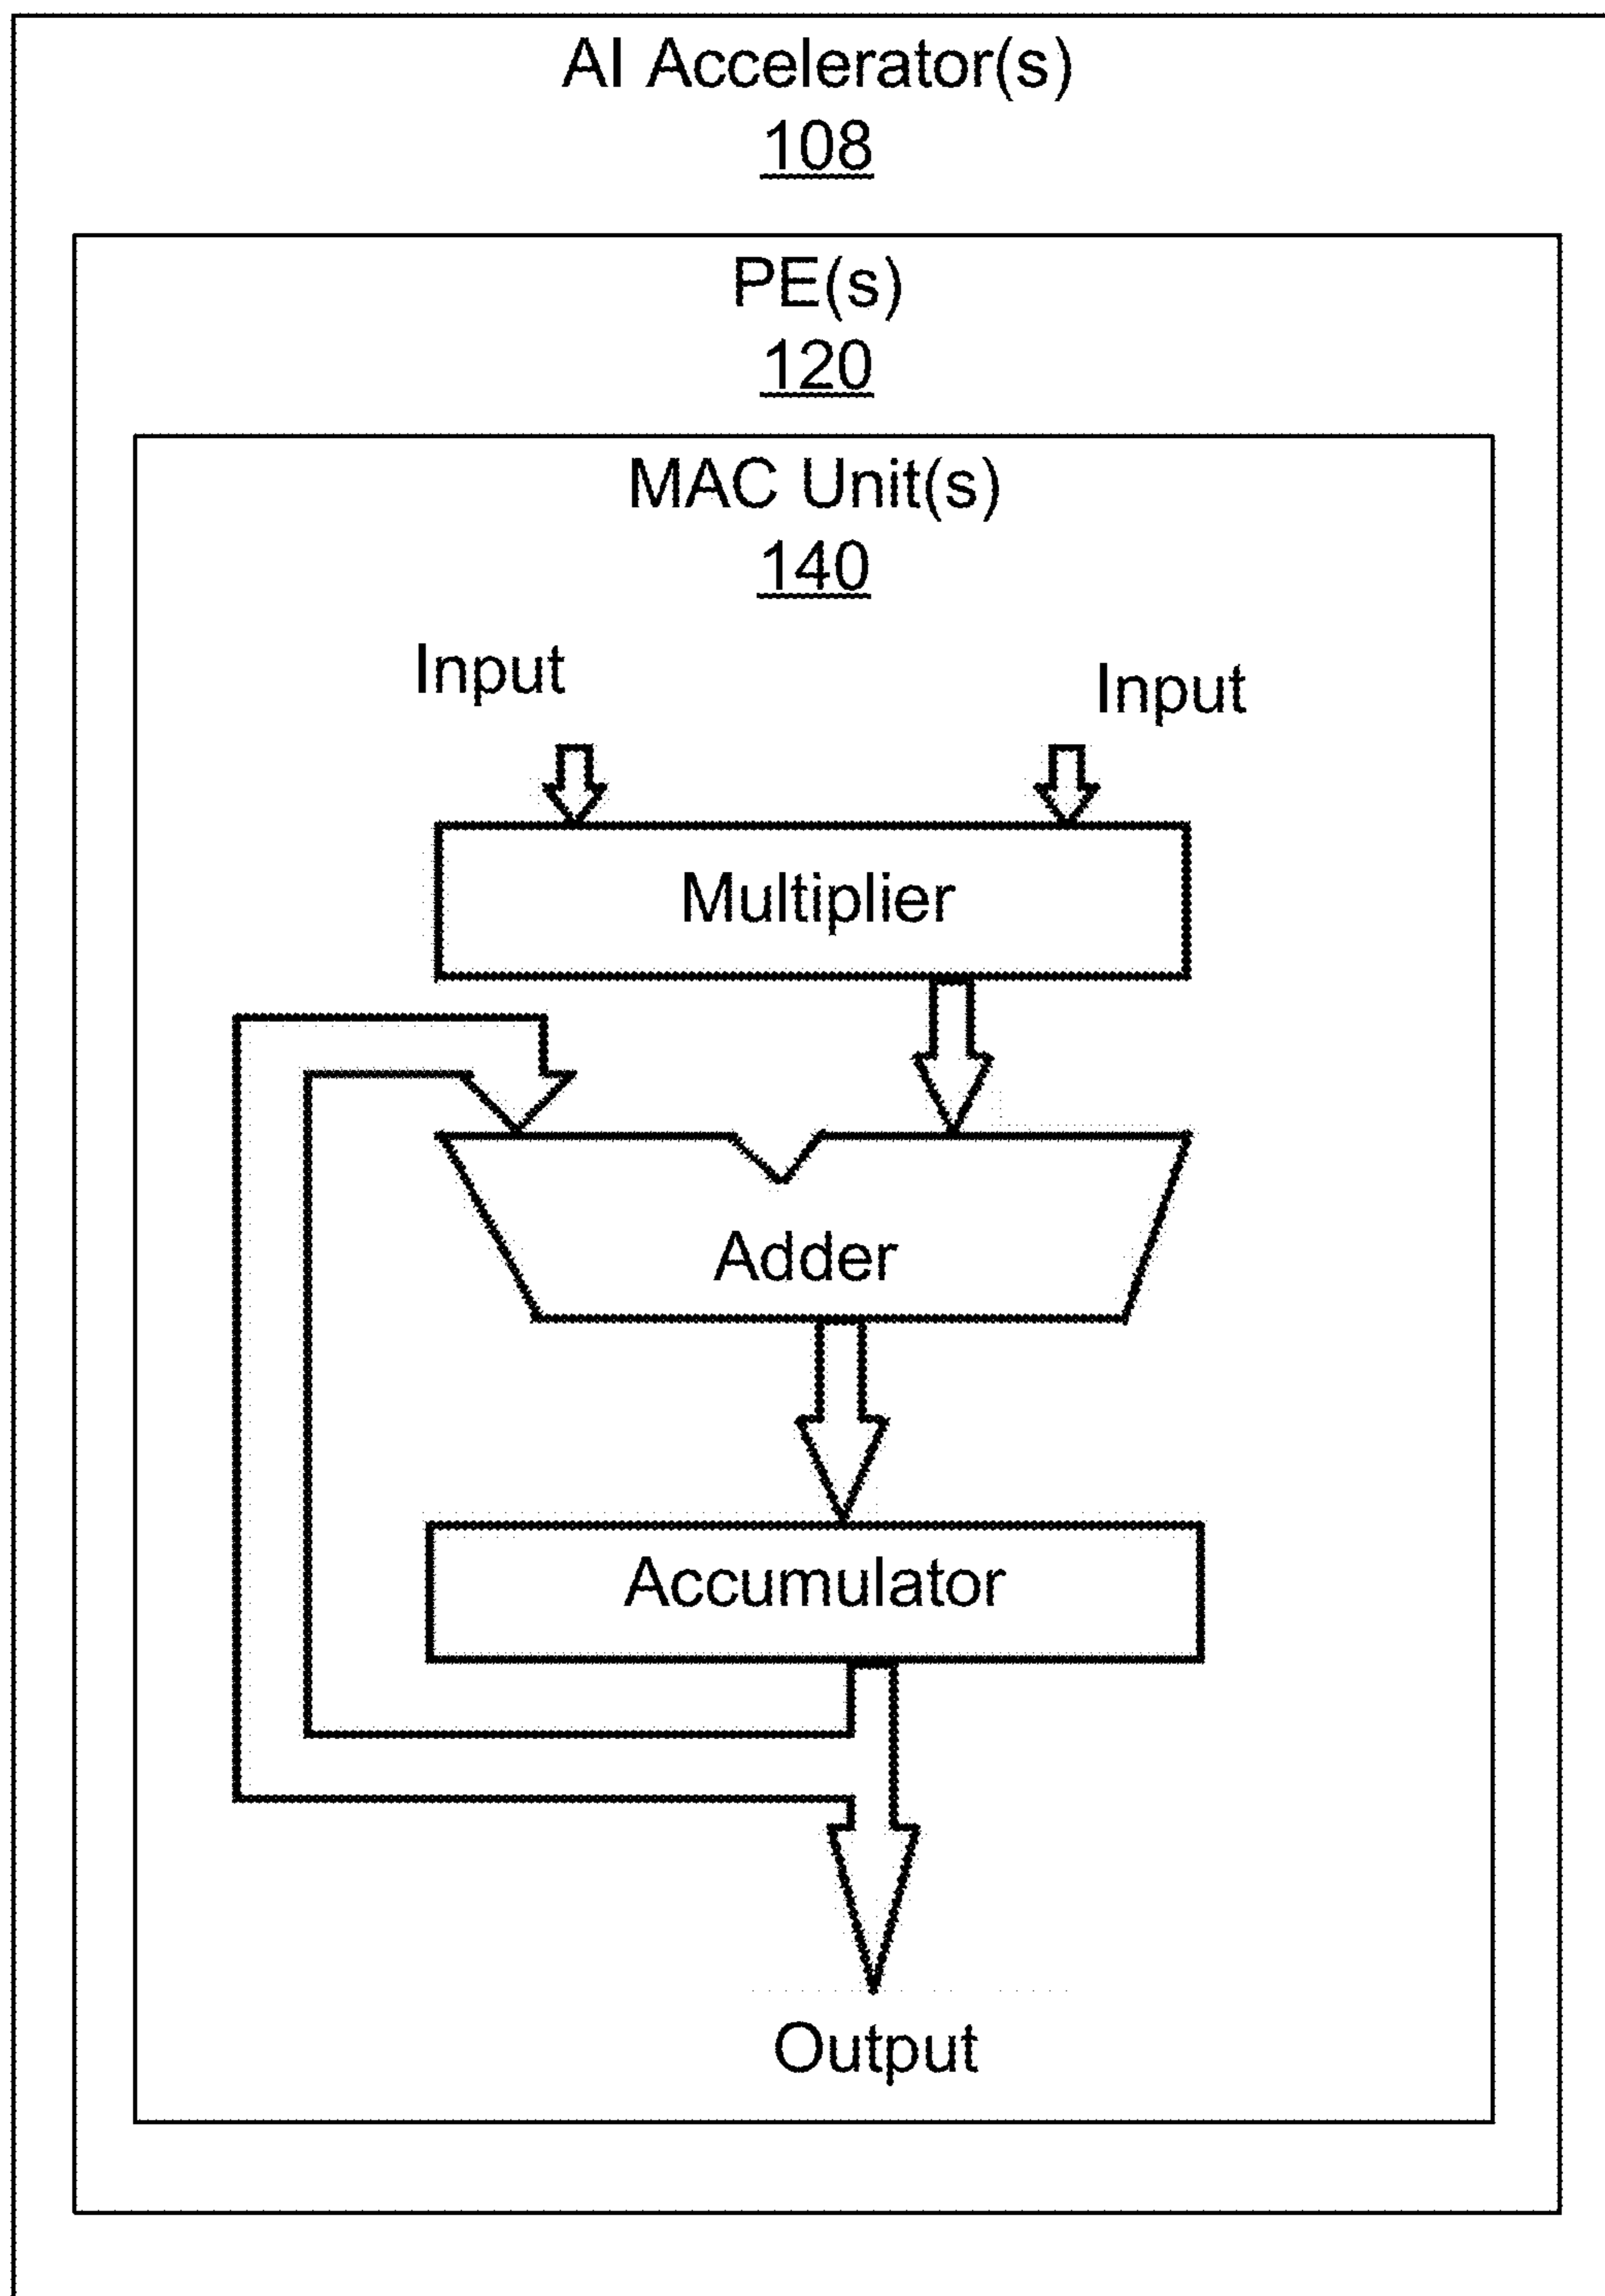 AI Accelerator(s)
108
PE(s)
120
MAC Unit(s)
140
Input
Input
Multiplier
Adder
Accumulator
Output